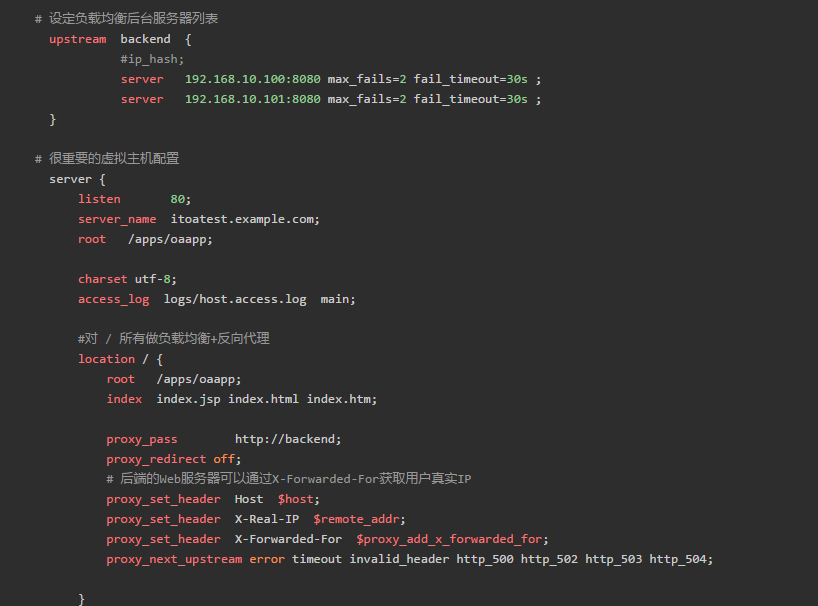 # 设定负载均衡后台服务器列表
upstream  backend  {
#ip_hash;
server   192.168.10.100:8080 max_fails=2 fail_timeout=30s ;
server   192.168.10.101:8080 max_fails=2 fail_timeout=30s ;
}
# 很重要的虚拟主机配置
server {
listen       80;
server_name  itoatest.example.com;
root   /apps/oaapp;
charset utf-8;
access_log  logs/host.access.log  main;
#对 / 所有做负载均衡+反向代理
location / {
root   /apps/oaapp;
index  index.jsp index.html index.htm;
proxy_pass        http://backend;
proxy_redirect off;
# 后端的Web服务器可以通过X-Forwarded-For获取用户真实IP
proxy_set_header  Host  $host;
proxy_set_header  X-Real-IP  $remote_addr;
proxy_set_header  X-Forwarded-For  $proxy_add_x_forwarded_for;
proxy_next_upstream error timeout invalid_header http_500 http_502 http_503 http_504;
}